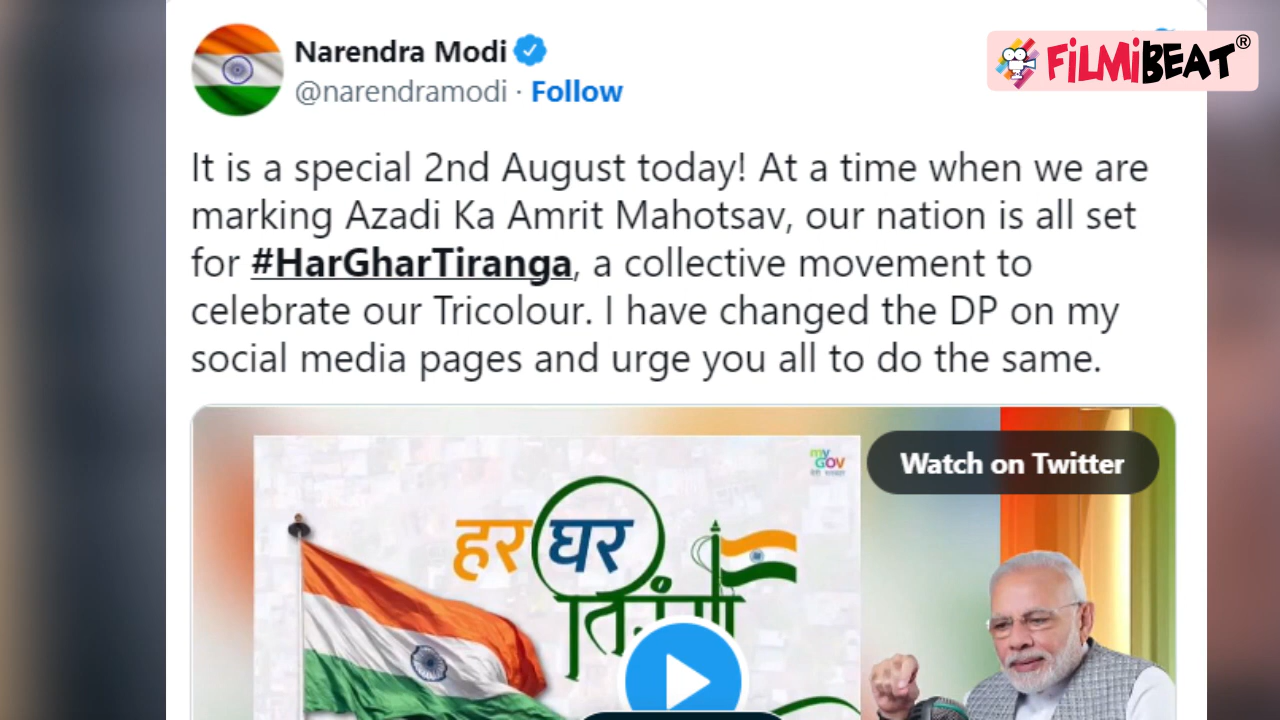 Narendra Modi
@narendramodi · Follow
FiLMiBEAT®
It is a special 2nd August today! At a time when we are
marking Azadi Ka Amrit Mahotsav, our nation is all set
for #HarGharTiranga, a collective movement to
celebrate our Tricolour. I have changed the DP on my
social media pages and urge you all to do the same.
Watch on Twitter
my
GOV
हर घर
तिरंगा